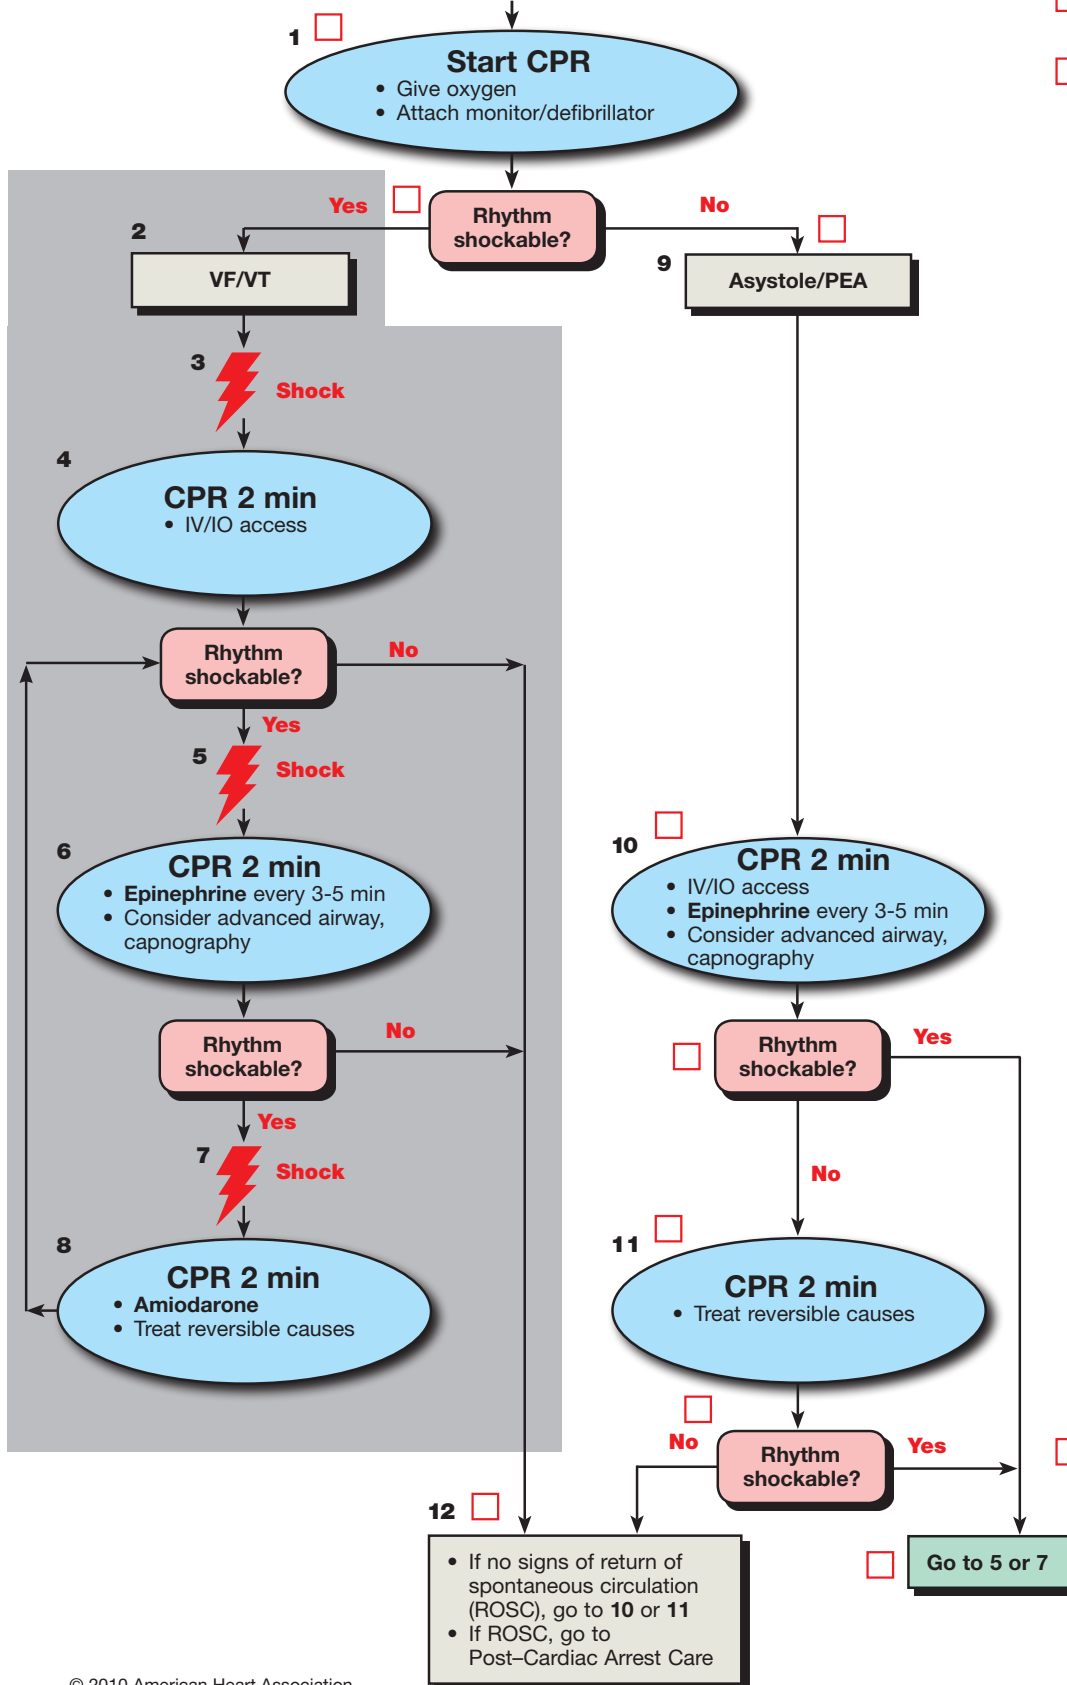 1
Start CPR
• Give oxygen
• Attach monitor/defibrillator
Rhythm
shockable?
Yes
No
2
VF/VT
9
Asystole/PEA
3
Shock
4
CPR 2 min
• IV/IO access
Rhythm
shockable?
No
Yes
5
Shock
6
CPR 2 min
• Epinephrine every 3-5 min
• Consider advanced airway,
capnography
Rhythm
shockable?
No
Yes
7
Shock
8
CPR 2 min
• Amiodarone
• Treat reversible causes
10
CPR 2 min
• IV/IO access
• Epinephrine every 3-5 min
• Consider advanced airway,
capnography
Rhythm
shockable?
Yes
No
11
CPR 2 min
• Treat reversible causes
No
Rhythm
shockable?
Yes
12
• If no signs of return of
spontaneous circulation
(ROSC), go to 10 or 11
• If ROSC, go to
Post–Cardiac Arrest Care
Go to 5 or 7
© 2010 American Heart Association